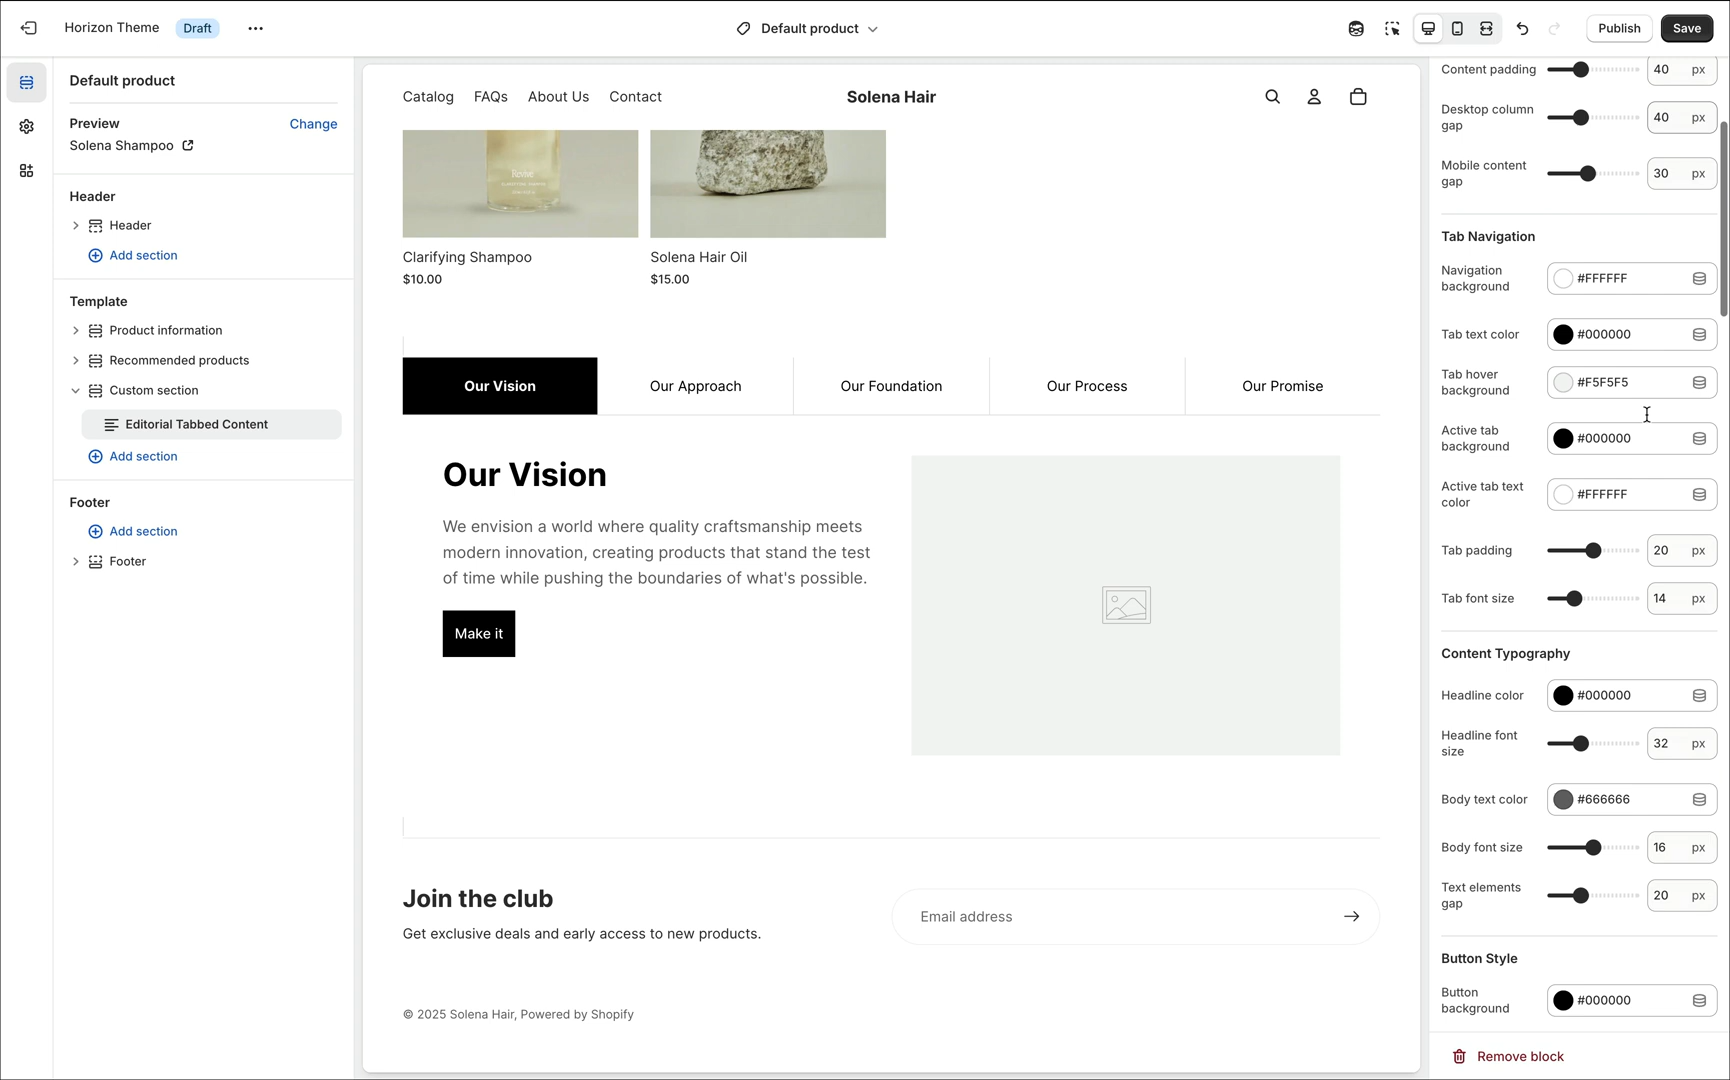 Horizon Theme
Draft
Default product
Publish
Save
Default product
Preview
Change
Solena Shampoo
Header
Header
Add section
Template
Product information
Recommended products
Custom section
Editorial Tabbed Content
Add section
Footer
Add section
Footer
Catalog
FAQs
About Us
Contact
Solena Hair
Clarifying Shampoo
$10.00
Solena Hair Oil
$15.00
Our Vision
Our Approach
Our Foundation
Our Process
Our Promise
Our Vision
We envision a world where quality craftsmanship meets
modern innovation, creating products that stand the test
of time while pushing the boundaries of what's possible.
Make it
Join the club
Get exclusive deals and early access to new products.
Email address
© 2025 Solena Hair, Powered by Shopify
Content padding
40 px
Desktop column
gap
40 px
Mobile content
gap
30 px
Tab Navigation
Navigation
background
#FFFFFF
Tab text color
#000000
Tab hover
background
#F5F5F5
Active tab
background
#000000
Active tab text
color
#FFFFFF
Tab padding
20 px
Tab font size
14 px
Content Typography
Headline color
#000000
Headline font
size
32 px
Body text color
#666666
Body font size
16 px
Text elements
gap
20 px
Button Style
Button
background
#000000
Remove block